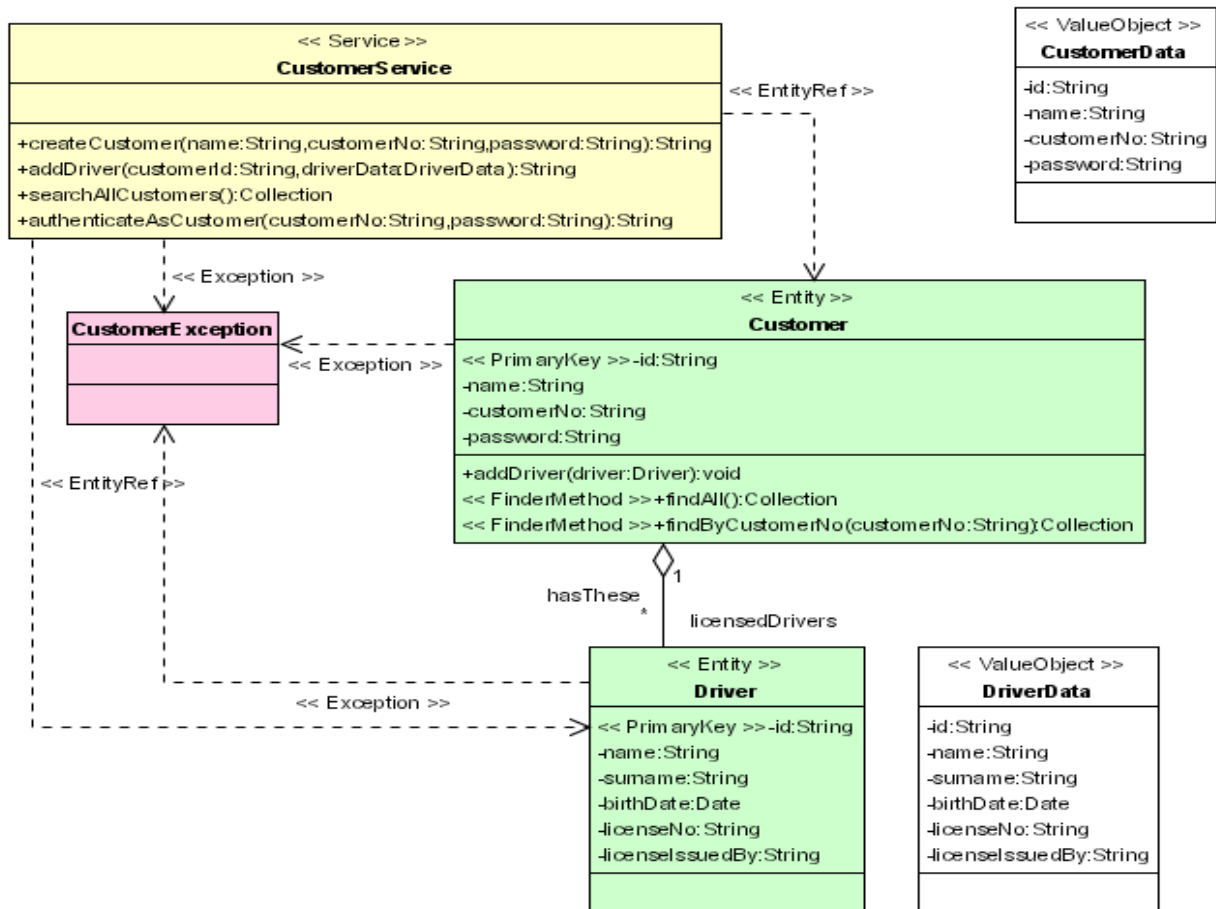 << Service >>
CustomerService
+createCustomer(name:String,customerNo:String,password:String):String
+addDriver(customerId:String,driverData:DriverData):String
+searchAllCustomers():Collection
+authenticateAsCustomer(customerNo:String,password:String):String
<< EntityRef >>
<< ValueObject >>
CustomerData
-id:String
-name:String
-customerNo:String
-password:String
<< Exception >>
CustomerException
<< Exception >>
<< Entity >>
Customer
<< PrimaryKey >>-id:String
-name:String
-customerNo:String
-password:String
+addDriver(driver:Driver):void
<< FinderMethod >>+findAll():Collection
<< FinderMethod >>+findByCustomerNo(customerNo:String):Collection
<< EntityRef >>
hasThese
1
*
licensedDrivers
<< Exception >>
<< Entity >>
Driver
<< PrimaryKey >>-id:String
-name:String
-surname:String
-birthDate:Date
-licenseNo:String
-licenseIssuedBy:String
<< ValueObject >>
DriverData
-id:String
-name:String
-surname:String
-birthDate:Date
-licenseNo:String
-licenseIssuedBy:String